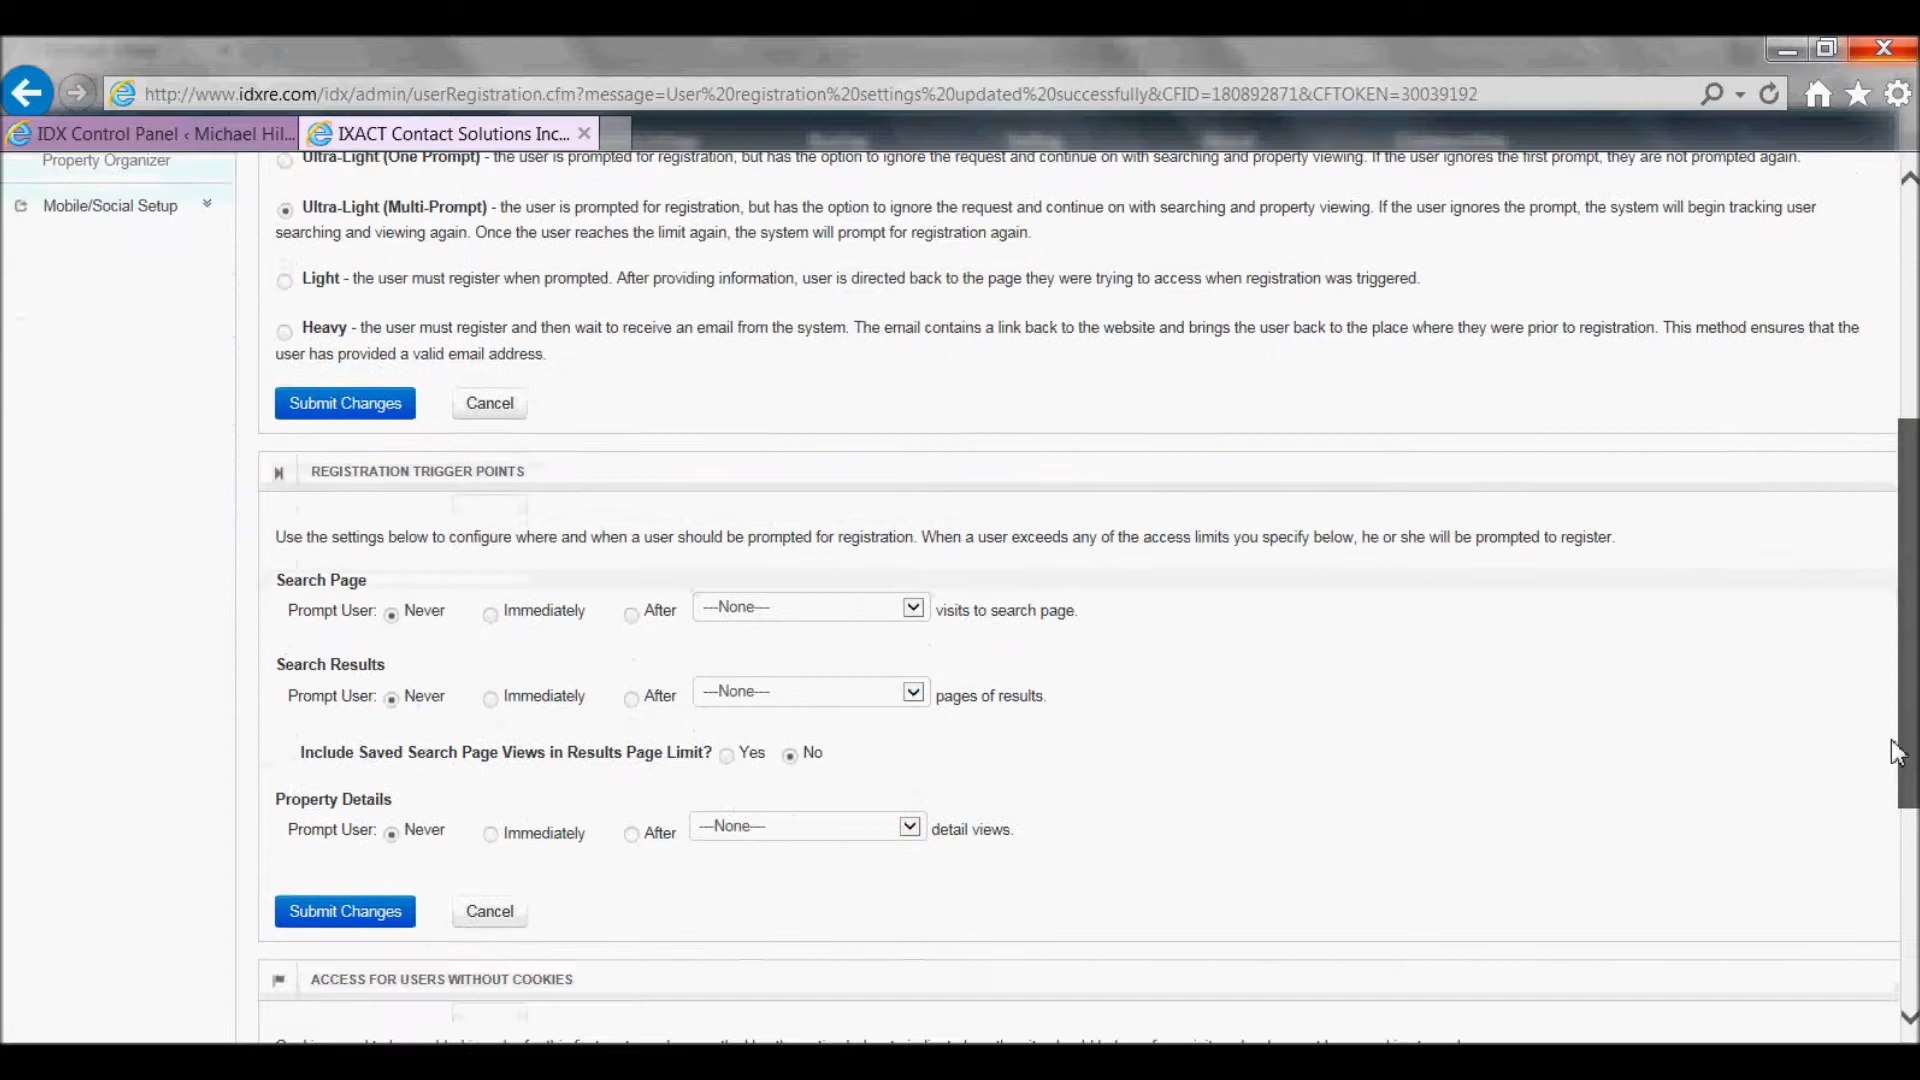 http://www.idxre.com/idx/admin/userRegistration.cfm?message=User%20registration%20settings%20updated%20successfully&CFID=180892871&CFTOKEN=30039192
IDX Control Panel ‹ Michael Hil...
IXACT Contact Solutions Inc...
Property Organizer
Mobile/Social Setup
Ultra-Light (One Prompt) - the user is prompted for registration, but has the option to ignore the request and continue on with searching and property viewing. If the user ignores the first prompt, they are not prompted again.
Ultra-Light (Multi-Prompt) - the user is prompted for registration, but has the option to ignore the request and continue on with searching and property viewing. If the user ignores the prompt, the system will begin tracking user
searching and viewing again. Once the user reaches the limit again, the system will prompt for registration again.
Light - the user must register when prompted. After providing information, user is directed back to the page they were trying to access when registration was triggered.
Heavy - the user must register and then wait to receive an email from the system. The email contains a link back to the website and brings the user back to the place where they were prior to registration. This method ensures that the
user has provided a valid email address.
Submit Changes Cancel
REGISTRATION TRIGGER POINTS
Use the settings below to configure where and when a user should be prompted for registration. When a user exceeds any of the access limits you specify below, he or she will be prompted to register.
Search Page
Prompt User: Never Immediately After ---None--- visits to search page.
Search Results
Prompt User: Never Immediately After ---None--- pages of results.
Include Saved Search Page Views in Results Page Limit? Yes No
Property Details
Prompt User: Never Immediately After ---None--- detail views.
Submit Changes Cancel
ACCESS FOR USERS WITHOUT COOKIES